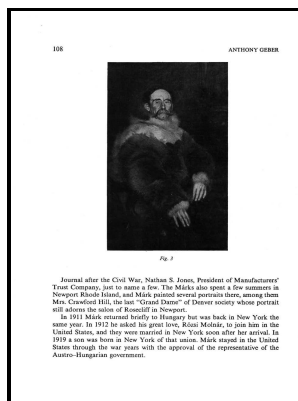 108
ANTHONY GEBER
Fig. 3
Journal after the Civil War, Nathan S. Jones, President of Manufacturers'
Trust Company, just to name a few. The Márks also spent a few summers in
Newport Rhode Island, and Márk painted several portraits there, among them
Mrs. Crawford Hill, the last "Grand Dame" of Denver society whose portrait
still adorns the salon of Rosecliff in Newport.
In 1911 Márk returned briefly to Hungary but was back in New York the
same year. In 1912 he asked his great love, Rózsi Molnár, to join him in the
United States, and they were married in New York soon after her arrival. In
1919 a son was born in New York of that union. Márk stayed in the United
States through the war years with the approval of the representative of the
Austro-Hungarian government.